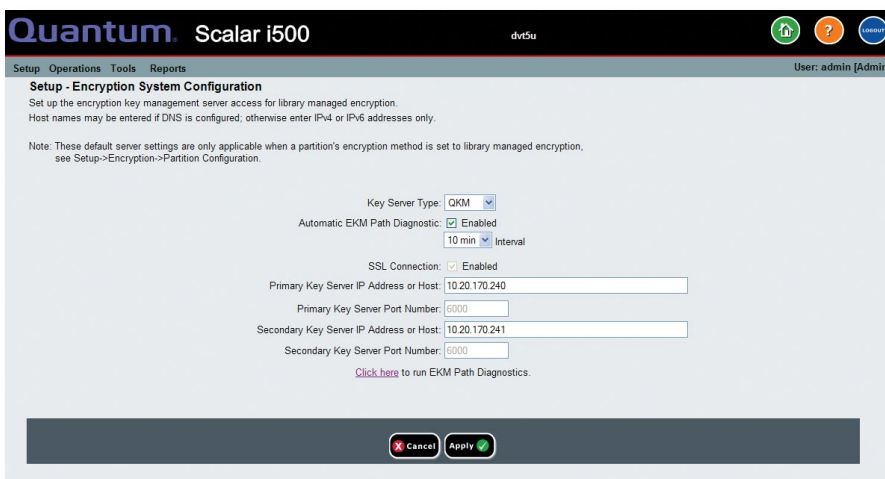 Quantum. Scalar i500
dvt5u
?
LOGOUT
Setup Operations Tools Reports
User: admin [Admin
Setup - Encryption System Configuration
Set up the encryption key management server access for library managed encryption.
Host names may be entered if DNS is configured; otherwise enter IPv4 or IPv6 addresses only.
Note: These default server settings are only applicable when a partition's encryption method is set to library managed encryption,
see Setup->Encryption->Partition Configuration.
Key Server Type: QKM
Automatic EKM Path Diagnostic: Enabled
10 min Interval
SSL Connection: Enabled
Primary Key Server IP Address or Host: 10.20.170.240
Primary Key Server Port Number: 6000
Secondary Key Server IP Address or Host: 10.20.170.241
Secondary Key Server Port Number: 6000
Click here to run EKM Path Diagnostics.
Cancel Apply